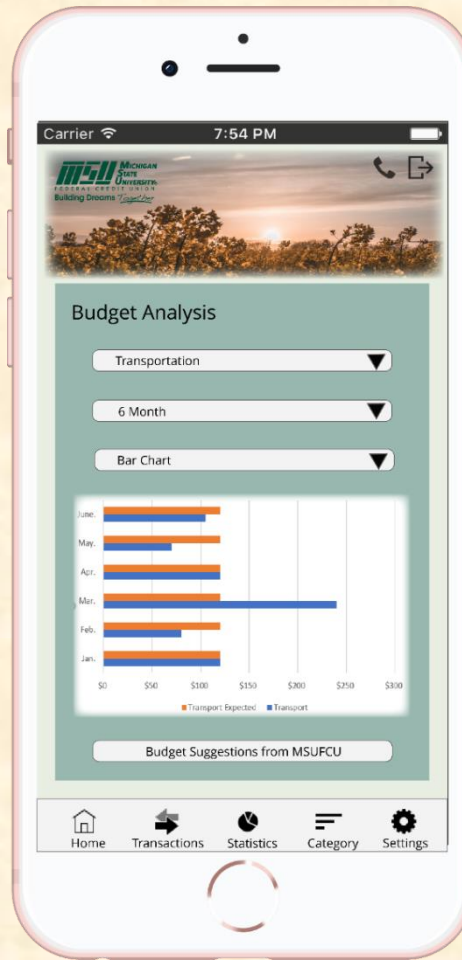 Carrier 7:54 PM
MSU MICHIGAN
STATE
UNIVERSITY
FEDERAL CREDIT UNION
Building Dreams Together
Budget Analysis
Transportation
6 Month
Bar Chart
June.
May.
Apr.
Mar.
Feb.
Jan.
$0 $50 $100 $150 $200 $250 $300
Transport Expected Transport
Budget Suggestions from MSUFCU
Home Transactions Statistics Category Settings